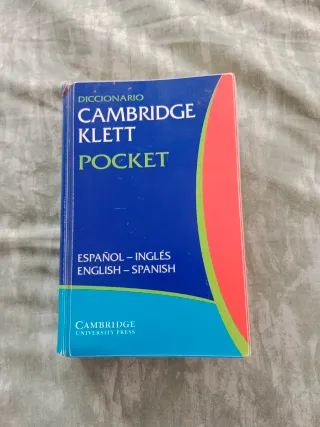 DICCIONARIO
CAMBRIDGE
KLETT
POCKET
ESPAÑOL – INGLÉS
ENGLISH – SPANISH
CAMBRIDGE
UNIVERSITY PRESS